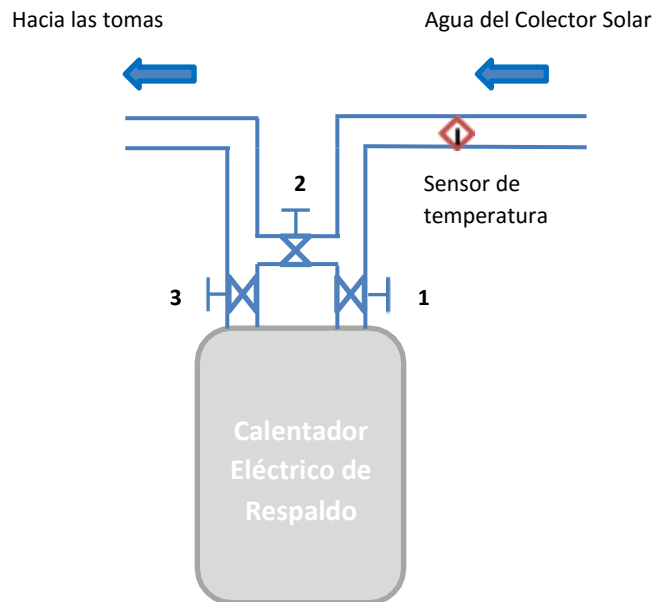 Hacia las tomas
Agua del Colector Solar
Sensor de
temperatura
2
3
1
Calentador
Eléctrico de
Respaldo